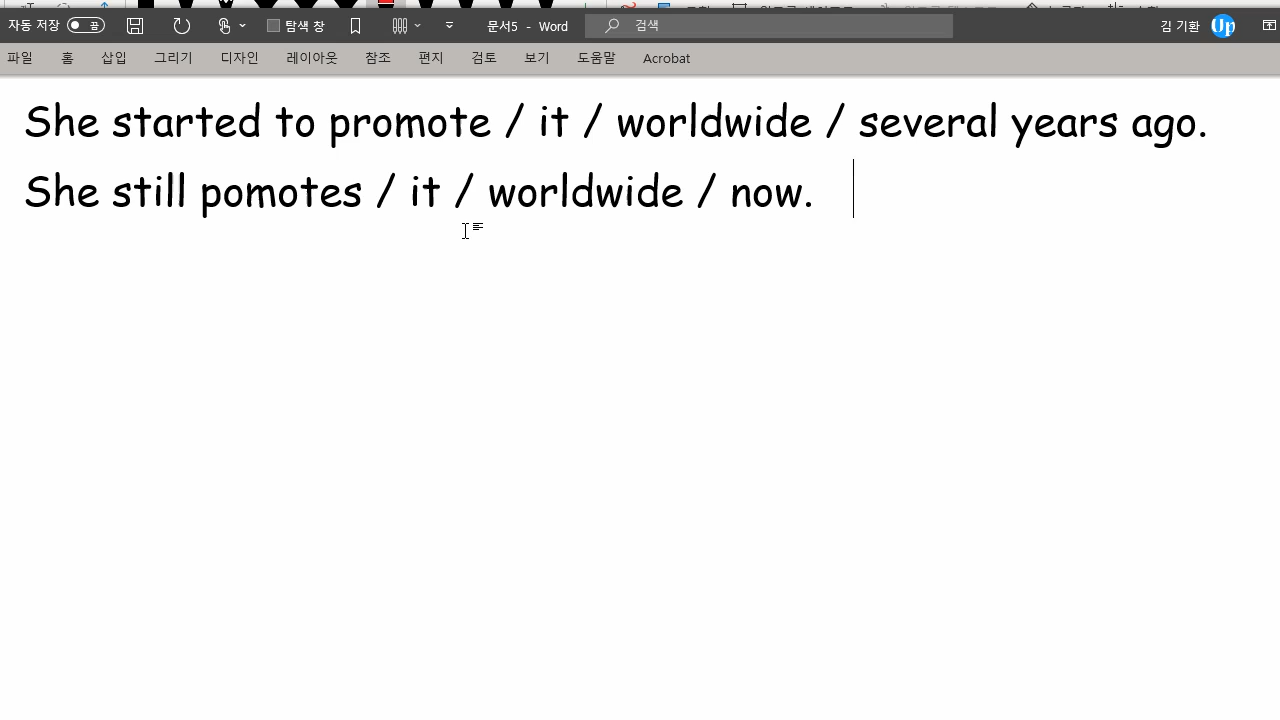 자동 저장 끔 탐색 창 문서5 - Word 검색 김 기환 Up
파일 홈 삽입 그리기 디자인 레이아웃 참조 편지 검토 보기 도움말 Acrobat
She started to promote / it / worldwide / several years ago.
She still pomotes / it / worldwide / now.